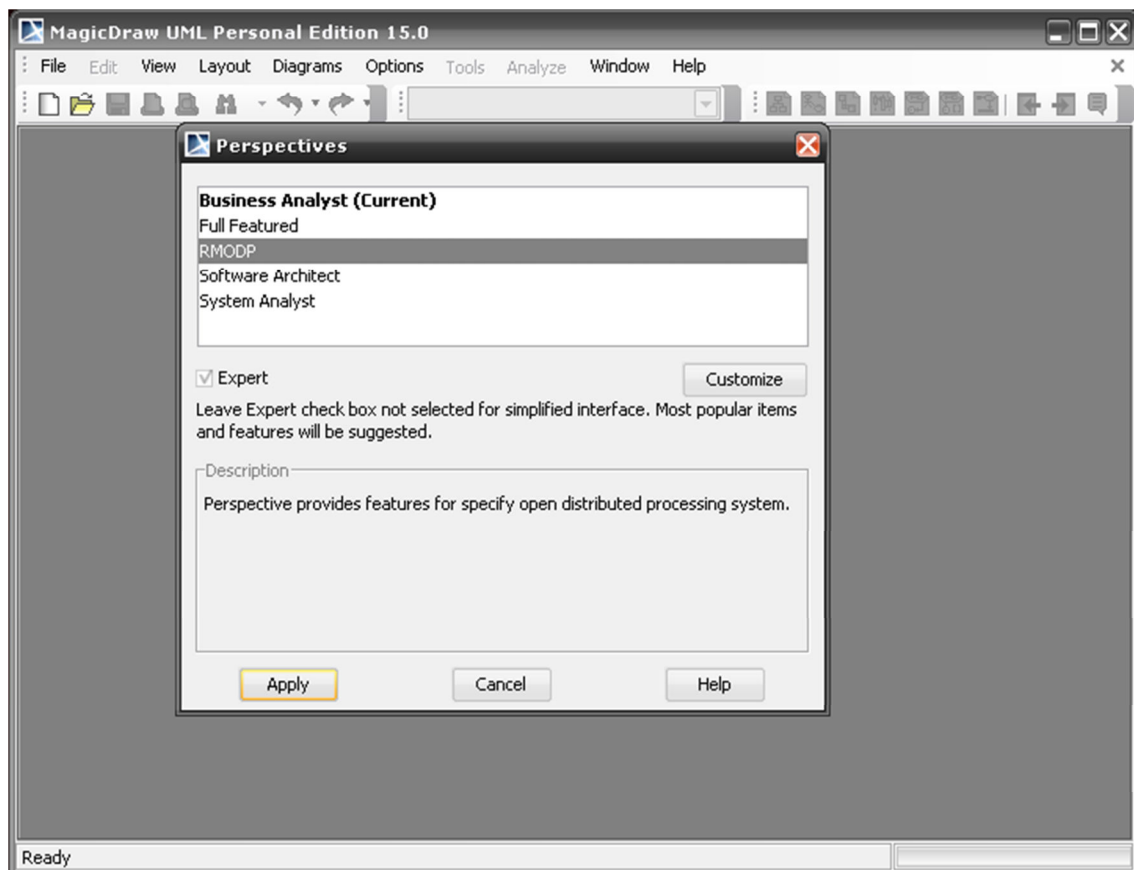 MagicDraw UML Personal Edition 15.0
File Edit View Layout Diagrams Options Tools Analyze Window Help
Perspectives
Business Analyst (Current)
Full Featured
RMODP
Software Architect
System Analyst
Expert
Customize
Leave Expert check box not selected for simplified interface. Most popular items
and features will be suggested.
Description
Perspective provides features for specify open distributed processing system.
Apply Cancel Help
Ready